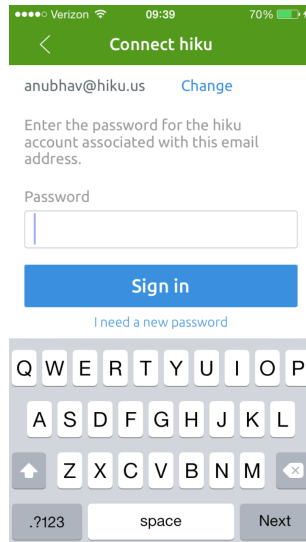 Verizon 09:39 70%
Connect hiku
anubhav@hiku.us Change
Enter the password for the hiku
account associated with this email
address.
Password
Sign in
I need a new password
Q W E R T Y U I O P
A S D F G H J K L
Z X C V B N M
.?123 space Next